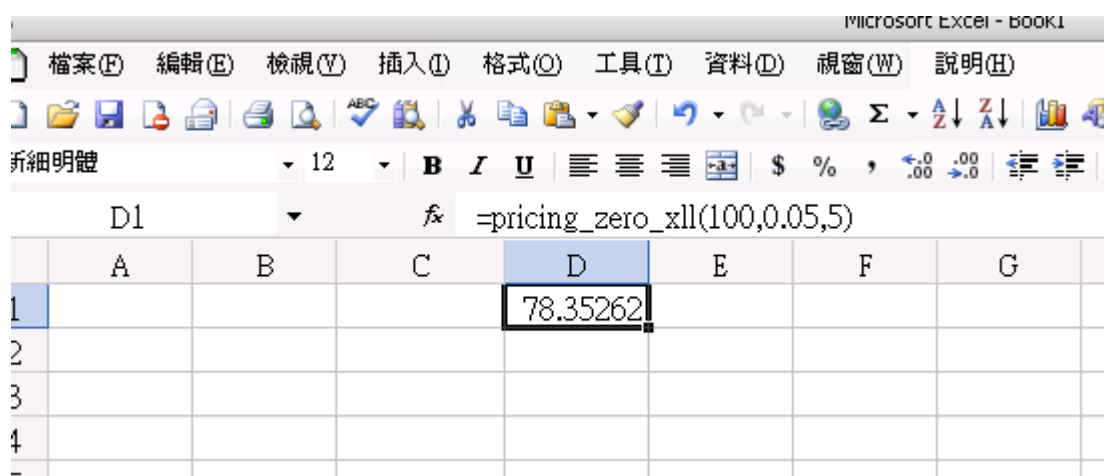 Microsoft Excel - Book1
檔案(F) 編輯(E) 檢視(V) 插入(I) 格式(O) 工具(T) 資料(D) 視窗(W) 說明(H)
新細明體 12 B I U $ % ,
D1 fx =pricing_zero_xll(100,0.05,5)
A B C D E F G
1 78.35262
2
3
4